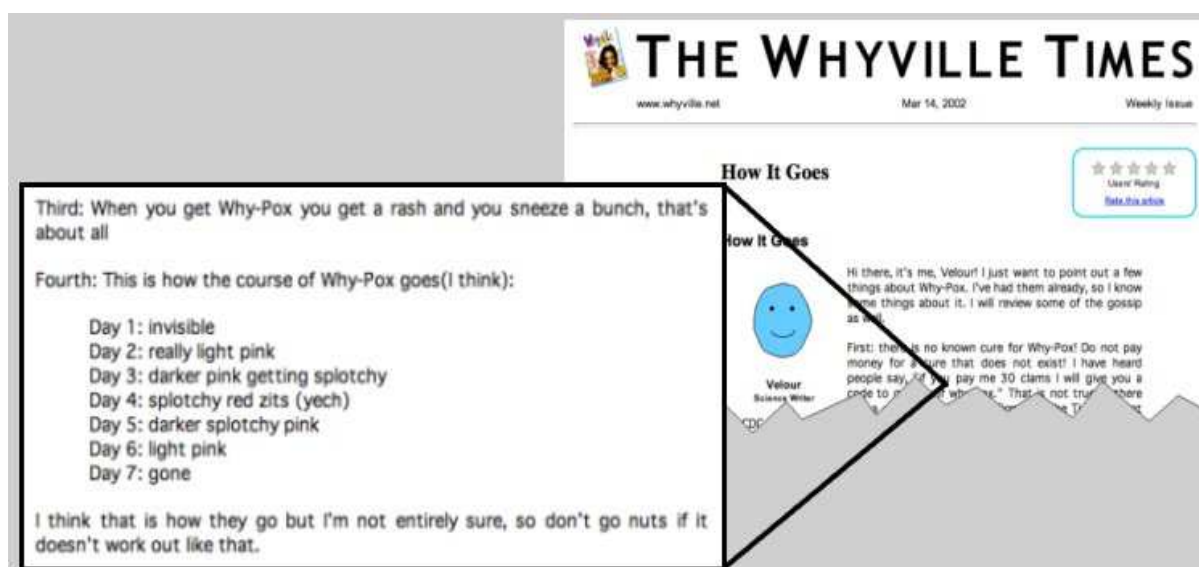 THE WHYVILLE TIMES
www.whyville.net Mar 14, 2002 Weekly Issue
How It Goes
Users' Rating
Rate this article
How It Goes
Hi there, it's me, Velour! I just want to point out a few
things about Why-Pox. I've had them already, so I know
some things about it. I will review some of the gossip
as well.
First: there is no known cure for Why-Pox! Do not pay
money for a cure that does not exist! I have heard
people say, "if you pay me 30 clams I will give you a
That is not true, there
Velour
Science Writer
Third: When you get Why-Pox you get a rash and you sneeze a bunch, that's
about all
Fourth: This is how the course of Why-Pox goes(I think):
Day 1: invisible
Day 2: really light pink
Day 3: darker pink getting splotchy
Day 4: splotchy red zits (yech)
Day 5: darker splotchy pink
Day 6: light pink
Day 7: gone
I think that is how they go but I'm not entirely sure, so don't go nuts if it
doesn't work out like that.